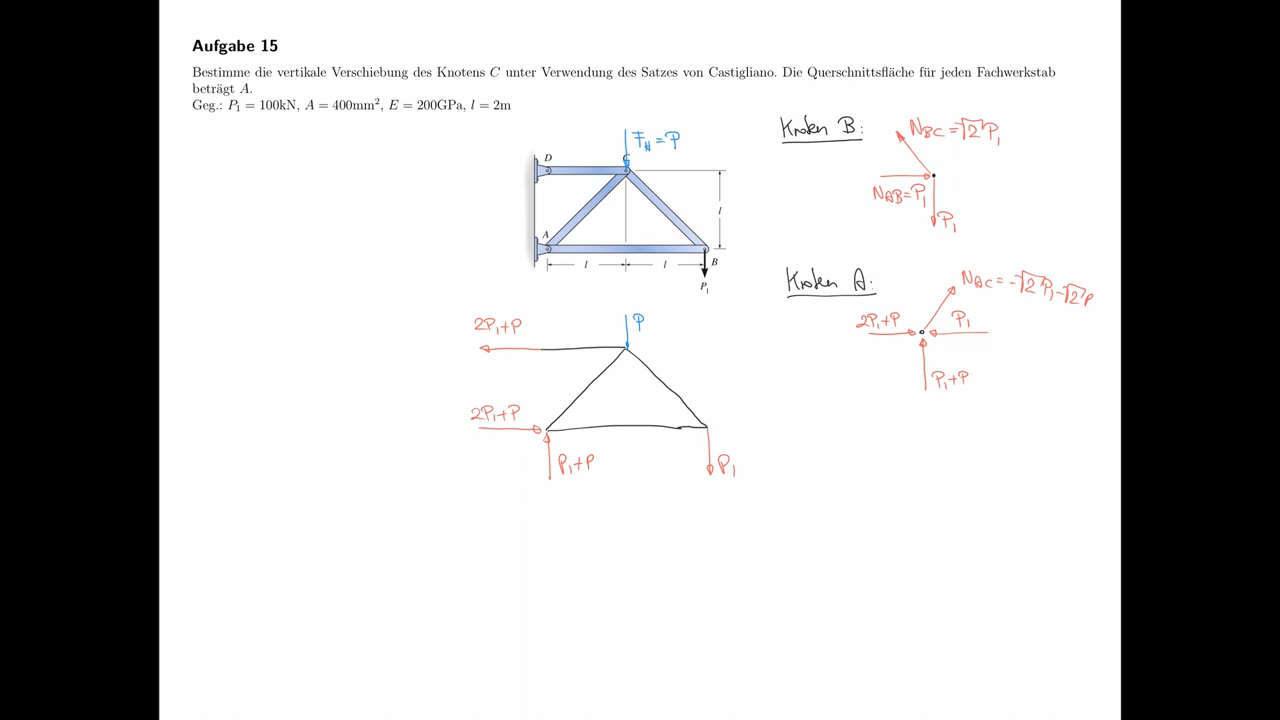 Aufgabe 15
Bestimme die vertikale Verschiebung des Knotens C unter Verwendung des Satzes von Castigliano. Die Querschnittsfläche für jeden Fachwerkstab
beträgt A.
Geg.: P₁ = 100kN, A = 400mm², E = 200GPa, l = 2m
Knoten B:
N_BC = √2 P₁
N_AB = P₁
P₁
F_H = P
D
C
l
A
l
l
B
P₁
Knoten A:
N_AC = -√2 P₁ - √2 P
2P₁+P
P₁
P₁+P
2P₁+P
P
2P₁+P
P₁+P
P₁